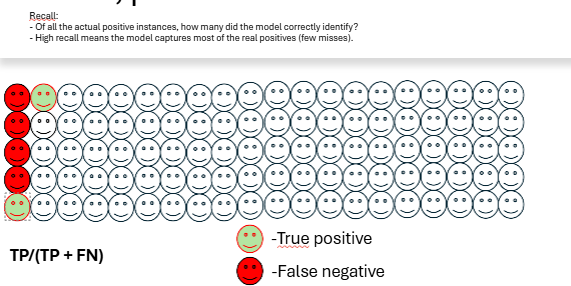 Recall:
- Of all the actual positive instances, how many did the model correctly identify?
- High recall means the model captures most of the real positives (few misses).
-True positive
TP/(TP + FN)
-False negative